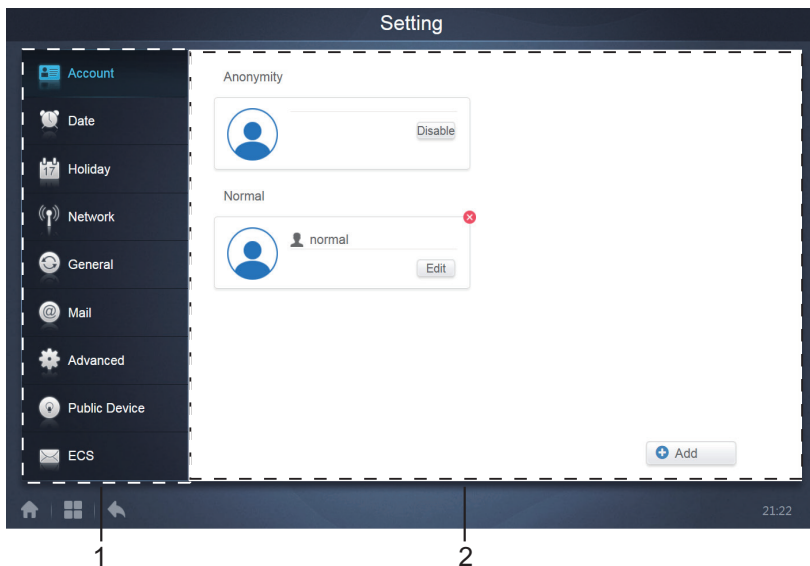 Setting
Account
Date
17
Holiday
Network
General
@
Mail
Advanced
Public Device
ECS
Anonymity
Disable
Normal
normal
Edit
Add
21:22
1
2